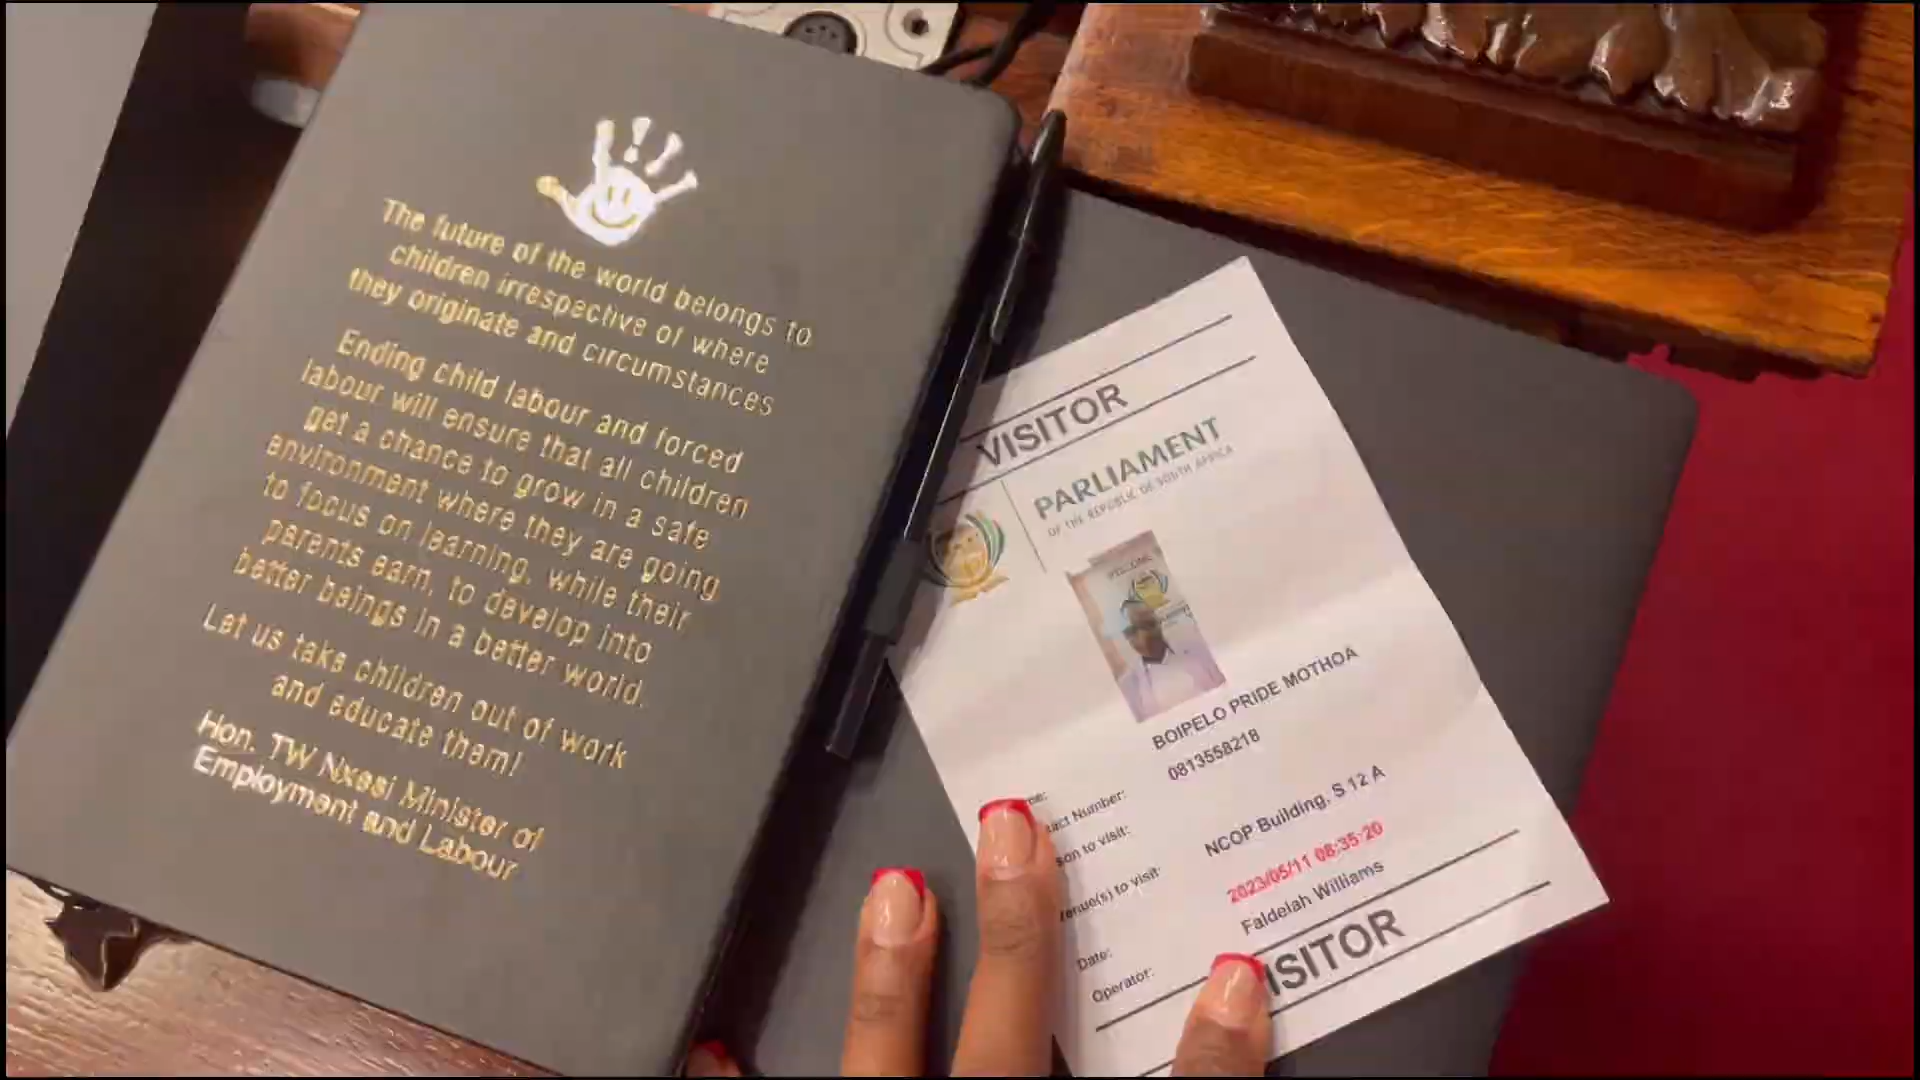 The future of the world belongs to
children irrespective of where
they originate and circumstances
Ending child labour and forced
labour will ensure that all children
get a chance to grow in a safe
environment where they are going
to focus on learning, while their
parents earn, to develop into
better beings in a better world.
Let us take children out of work
and educate them!
Hon. TW Nxesi Minister of
Employment and Labour
VISITOR
PARLIAMENT
OF THE REPUBLIC OF SOUTH AFRICA
BOIPELO PRIDE MOTHOA
0813558218
NCOP Building, S 12 A
2023/05/11 08:35:20
Faldelah Williams
me:
tact Number:
son to visit:
enue(s) to visit:
Date:
Operator:
ISITOR